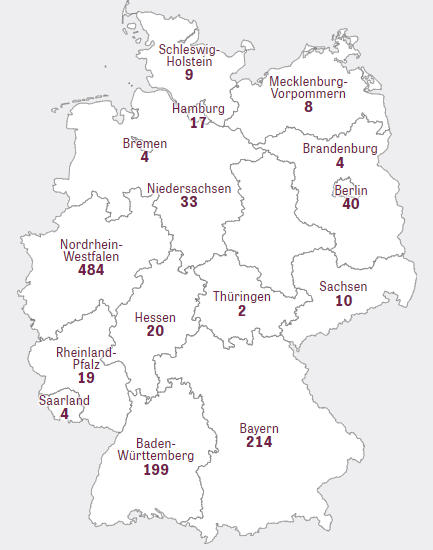 Schleswig-
Holstein
9
Mecklenburg-
Vorpommern
8
Hamburg
17
Bremen
4
Brandenburg
4
Berlin
40
Niedersachsen
33
Nordrhein-
Westfalen
484
Sachsen
10
Thüringen
2
Hessen
20
Rheinland-
Pfalz
19
Saarland
4
Bayern
214
Baden-
Württemberg
199